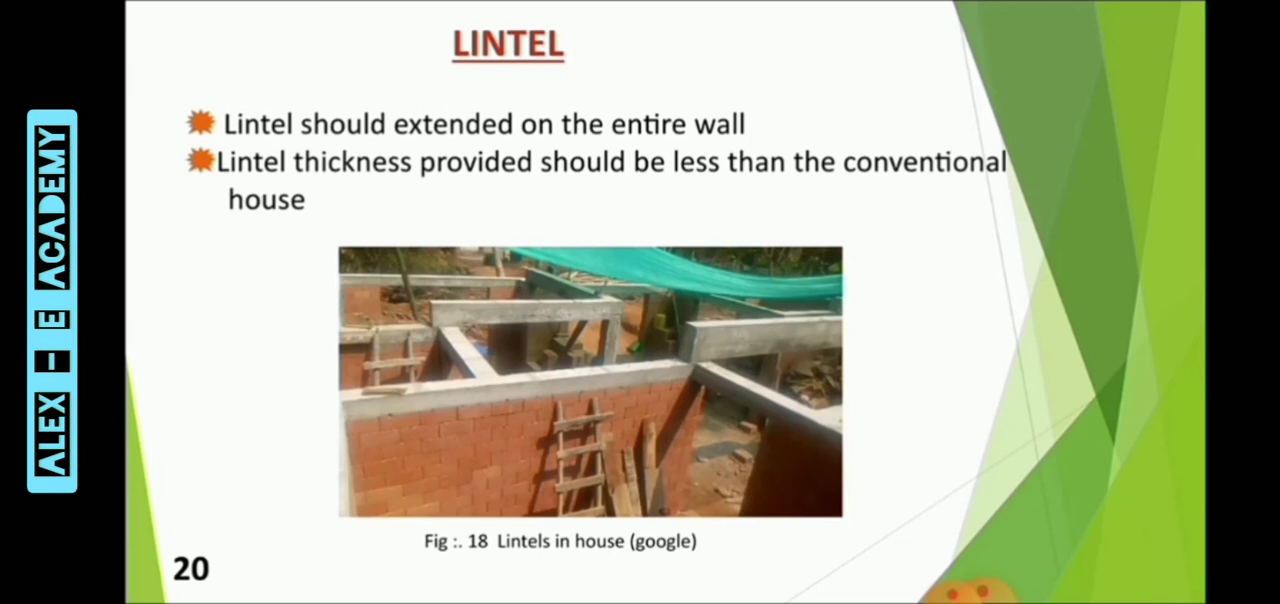 LINTEL
Lintel should extended on the entire wall
Lintel thickness provided should be less than the conventional
house
Fig :. 18 Lintels in house (google)
20
ALEX - E ACADEMY